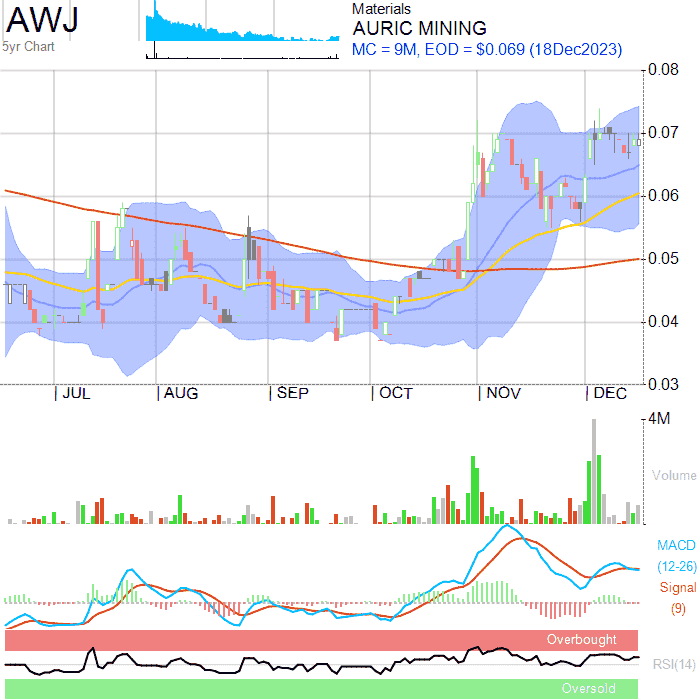 AWJ
5yr Chart
Materials
AURIC MINING
MC = 9M, EOD = $0.069 (18Dec2023)
0.08
0.07
0.06
0.05
0.04
0.03
JUL AUG SEP OCT NOV DEC
4M
Volume
MACD
(12-26)
Signal
(9)
Overbought
RSI(14)
Oversold